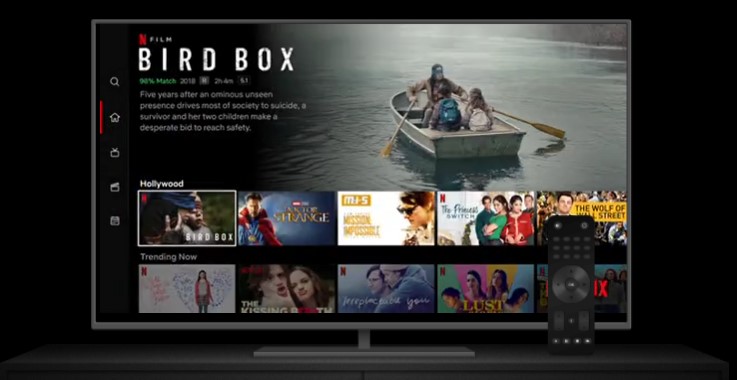 N FILM
BIRD BOX
98% Match 2018 2h 4m 5.1
Five years after an ominous unseen
presence drives most of society to suicide, a
survivor and her two children make a
desperate bid to reach safety.
Hollywood
BIRD BOX
DOCTOR STRANGE
M:I-5
MISSION IMPOSSIBLE
The Princess
SWITCH
THE WOLF OF
WALL STREET
Trending Now
THE
KISSING BOOTH
irreplaceable you
LUST